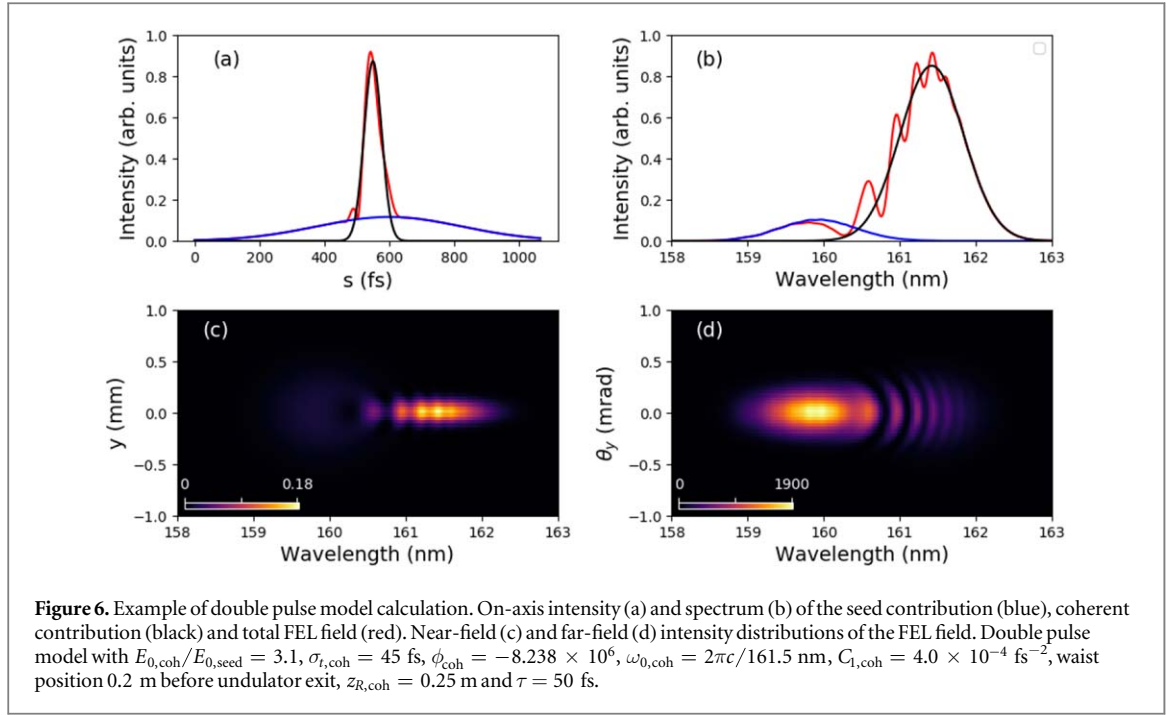 (a)
1.0
0.8
0.6
0.4
0.2
0.0
Intensity (arb. units)
0 200 400 600 800 1000
s (fs)
(b)
1.0
0.8
0.6
0.4
0.2
0.0
Intensity (arb. units)
158 159 160 161 162 163
Wavelength (nm)
(c)
1.0
0.5
0.0
−0.5
−1.0
y (mm)
0 0.18
158 159 160 161 162 163
Wavelength (nm)
(d)
1.0
0.5
0.0
−0.5
−1.0
θy (mrad)
0 1900
158 159 160 161 162 163
Wavelength (nm)
Figure 6. Example of double pulse model calculation. On-axis intensity (a) and spectrum (b) of the seed contribution (blue), coherent
contribution (black) and total FEL field (red). Near-field (c) and far-field (d) intensity distributions of the FEL field. Double pulse
model with E0,coh/E0,seed = 3.1, σt,coh = 45 fs, ϕcoh = −8.238 × 10⁶, ω0,coh = 2πc/161.5 nm, C1,coh = 4.0 × 10⁻⁴ fs⁻², waist
position 0.2 m before undulator exit, zR,coh = 0.25 m and τ = 50 fs.